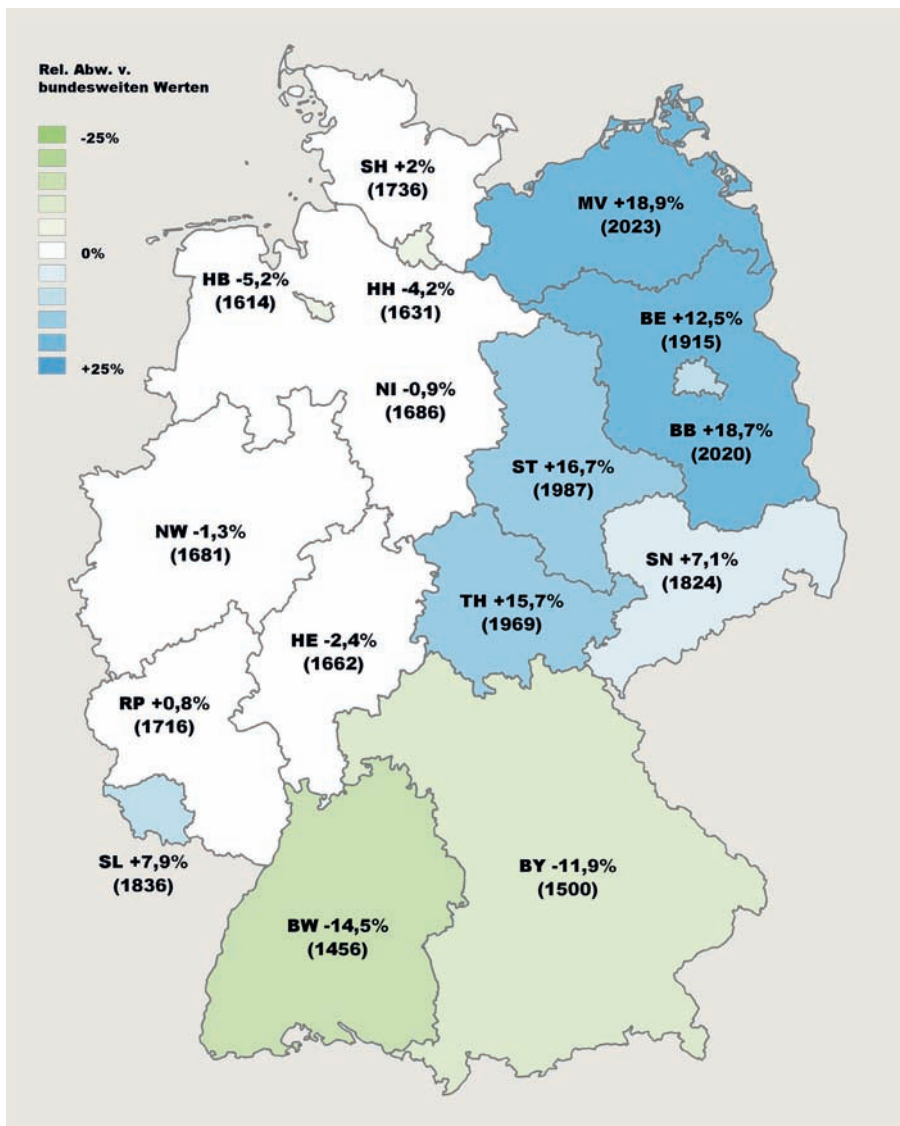 Rel. Abw. v.
bundesweiten Werten
-25%
0%
+25%
SH +2%
(1736)
MV +18,9%
(2023)
HB -5,2%
(1614)
HH -4,2%
(1631)
BE +12,5%
(1915)
NI -0,9%
(1686)
BB +18,7%
(2020)
ST +16,7%
(1987)
NW -1,3%
(1681)
SN +7,1%
(1824)
TH +15,7%
(1969)
HE -2,4%
(1662)
RP +0,8%
(1716)
SL +7,9%
(1836)
BY -11,9%
(1500)
BW -14,5%
(1456)